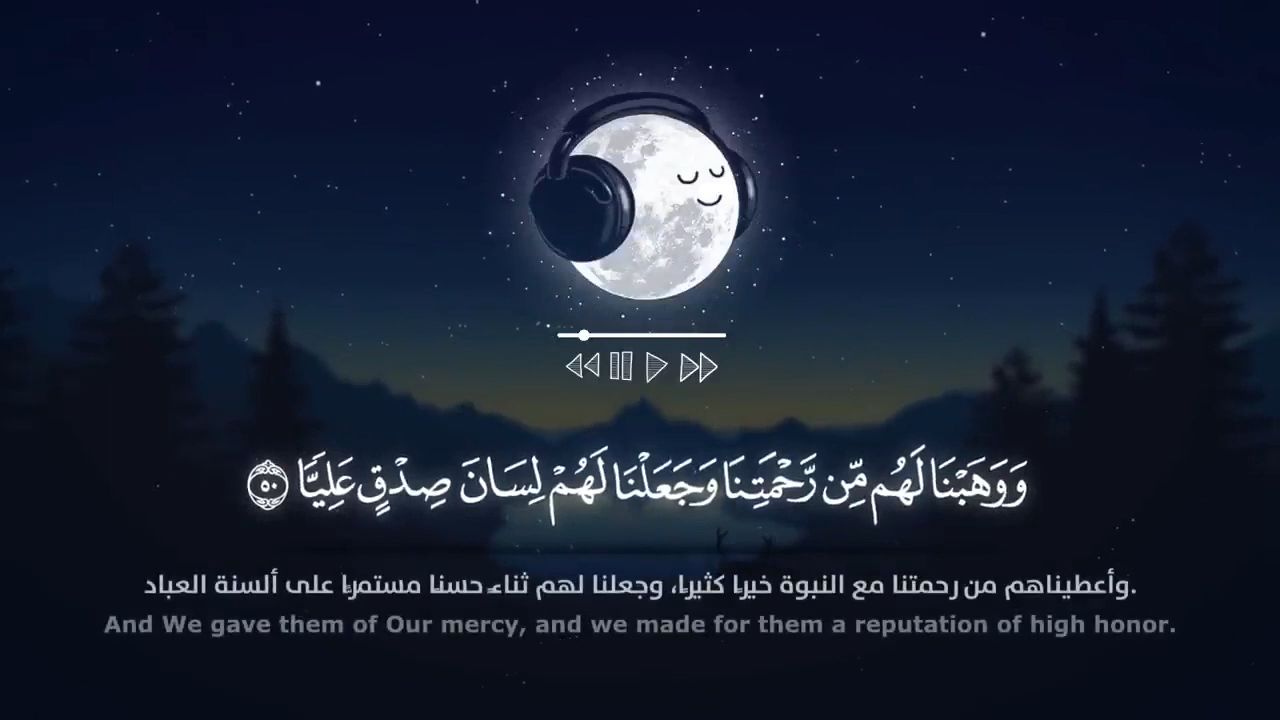 وَوَهَبْنَا لَهُم مِّن رَّحْمَتِنَا وَجَعَلْنَا لَهُمْ لِسَانَ صِدْقٍ عَلِيًّا ٥٠
وأعطيناهم من رحمتنا مع النبوة خيرا كثيرا، وجعلنا لهم ثناء حسنا مستمرا على ألسنة العباد.
And We gave them of Our mercy, and we made for them a reputation of high honor.